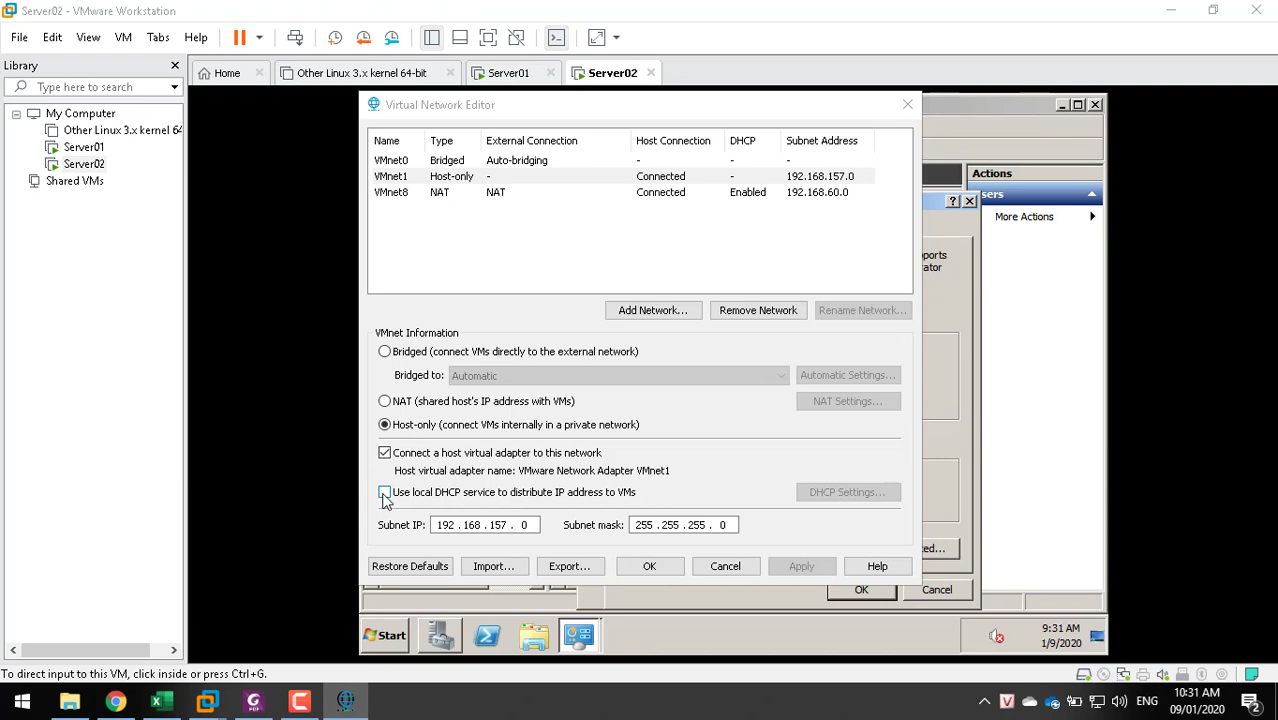 Server02 - VMware Workstation
File Edit View VM Tabs Help
Library
Home
Other Linux 3.x kernel 64-bit
Server01
Server02
Type here to search
My Computer
Other Linux 3.x kernel 64
Server01
Server02
Shared VMs
Virtual Network Editor
Name Type External Connection Host Connection DHCP Subnet Address
VMnet0 Bridged Auto-bridging - - -
VMnet1 Host-only - Connected - 192.168.157.0
VMnet8 NAT NAT Connected Enabled 192.168.60.0
Add Network... Remove Network Rename Network...
VMnet Information
Bridged (connect VMs directly to the external network)
Bridged to: Automatic Automatic Settings...
NAT (shared host's IP address with VMs) NAT Settings...
Host-only (connect VMs internally in a private network)
Connect a host virtual adapter to this network
Host virtual adapter name: VMware Network Adapter VMnet1
Use local DHCP service to distribute IP address to VMs DHCP Settings...
Subnet IP: 192 . 168 . 157 . 0 Subnet mask: 255 . 255 . 255 . 0
Restore Defaults Import... Export... OK Cancel Apply Help
Actions
sers
More Actions
ports
rator
ed...
OK Cancel
Start
9:31 AM
1/9/2020
To direct input to this VM, click inside or press Ctrl+G.
ENG
10:31 AM
09/01/2020
2